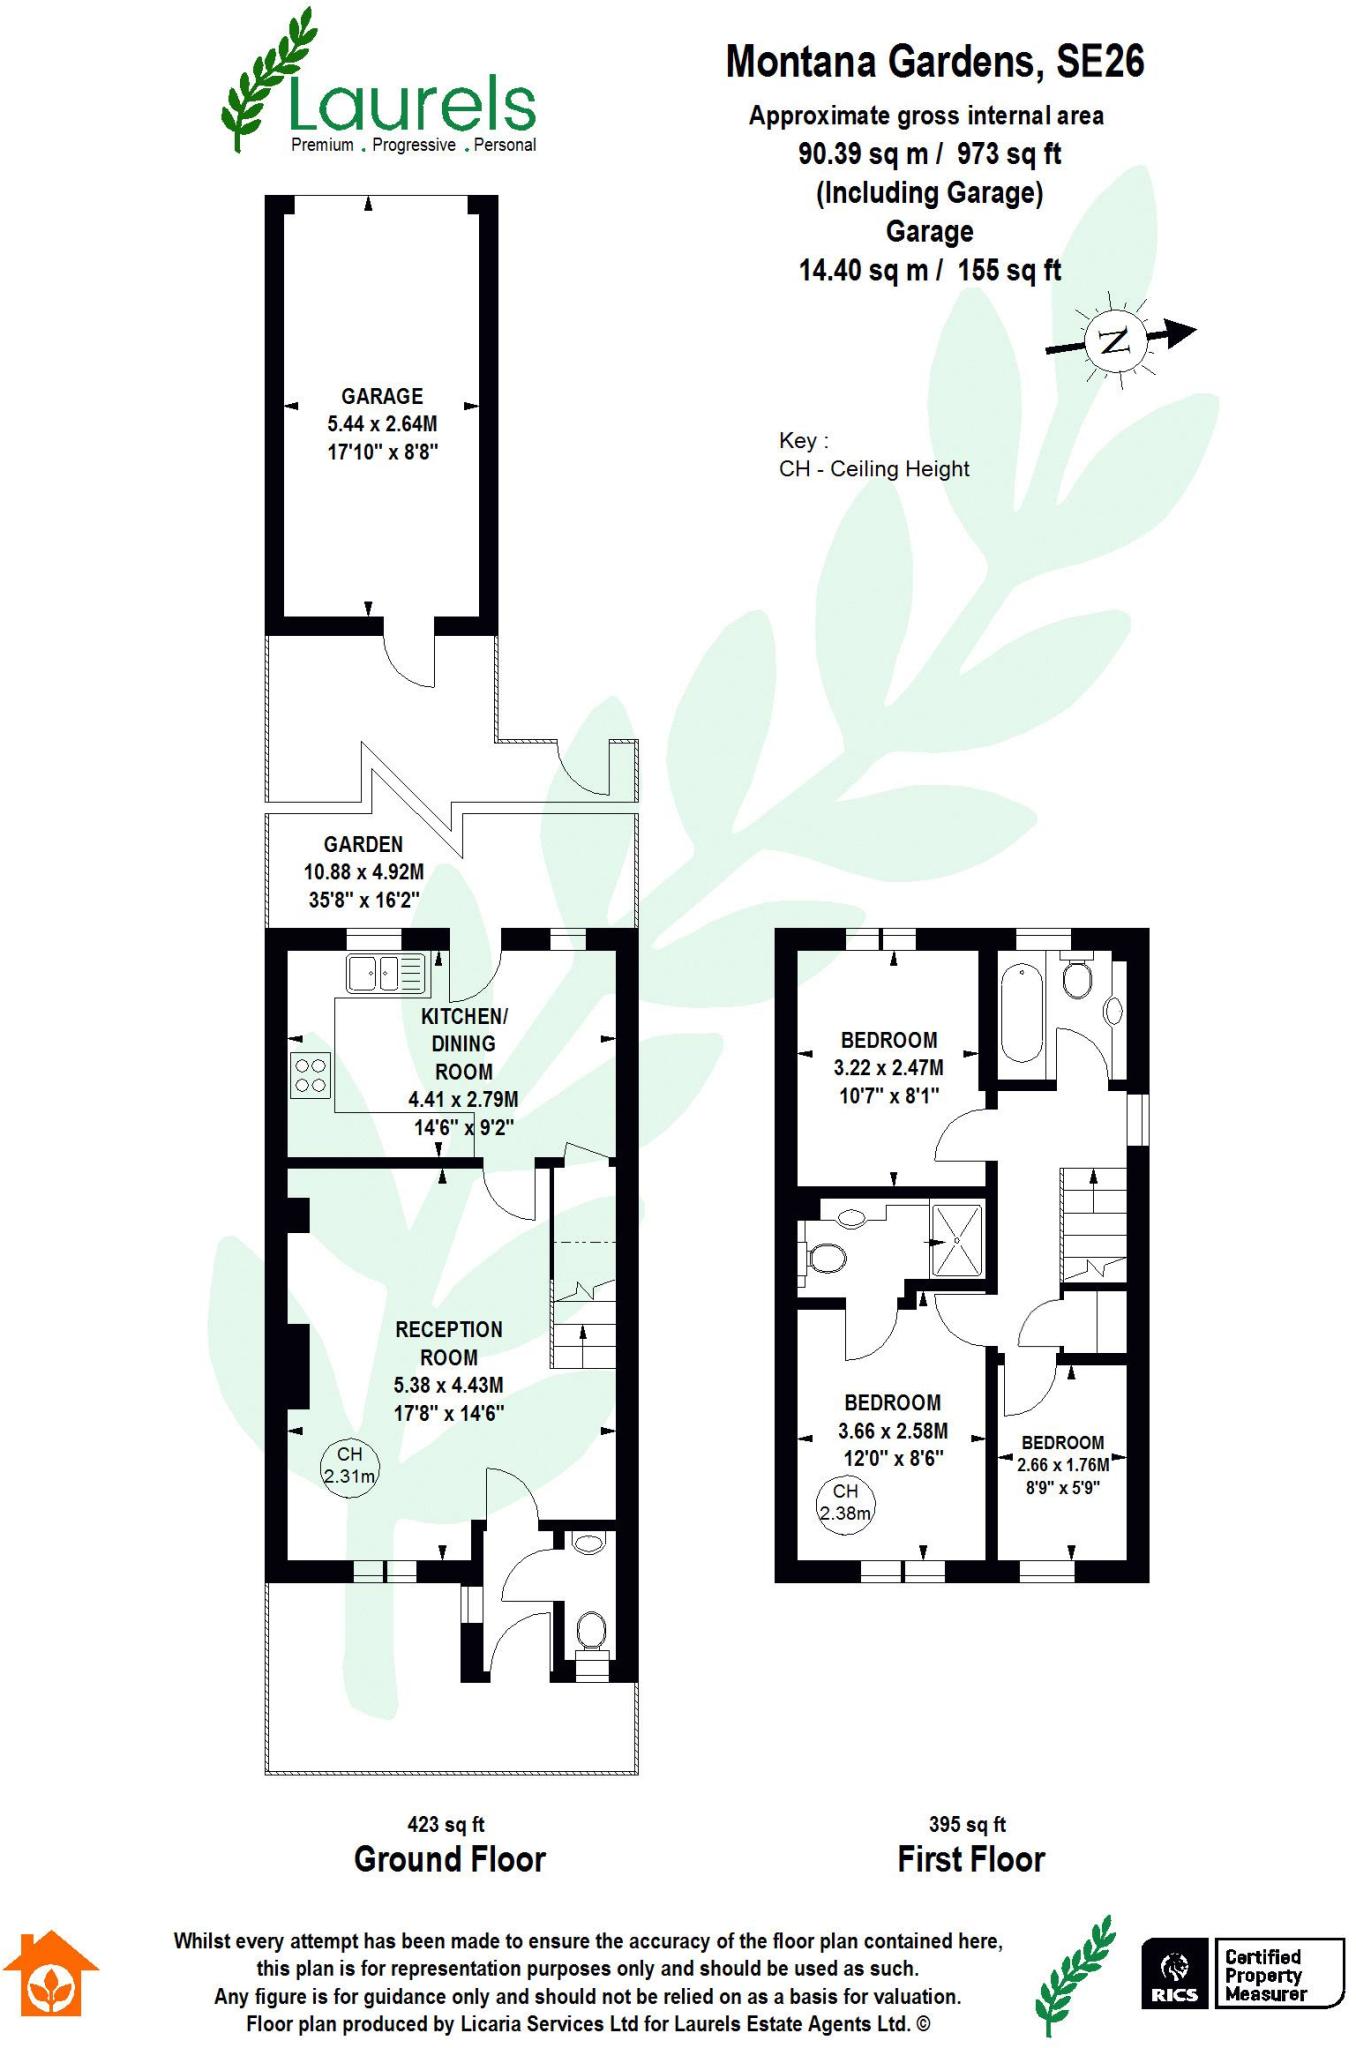 Laurels
Premium . Progressive . Personal
Montana Gardens, SE26
Approximate gross internal area
90.39 sq m / 973 sq ft
(Including Garage)
Garage
14.40 sq m / 155 sq ft
N
Key :
CH - Ceiling Height
GARAGE
5.44 x 2.64M
17'10" x 8'8"
GARDEN
10.88 x 4.92M
35'8" x 16'2"
KITCHEN/
DINING
ROOM
4.41 x 2.79M
14'6" x 9'2"
RECEPTION
ROOM
5.38 x 4.43M
17'8" x 14'6"
CH
2.31m
BEDROOM
3.22 x 2.47M
10'7" x 8'1"
BEDROOM
3.66 x 2.58M
12'0" x 8'6"
CH
2.38m
BEDROOM
2.66 x 1.76M
8'9" x 5'9"
423 sq ft
Ground Floor
395 sq ft
First Floor
Whilst every attempt has been made to ensure the accuracy of the floor plan contained here,
this plan is for representation purposes only and should be used as such.
Any figure is for guidance only and should not be relied on as a basis for valuation.
Floor plan produced by Licaria Services Ltd for Laurels Estate Agents Ltd. ©
RICS
Certified
Property
Measurer